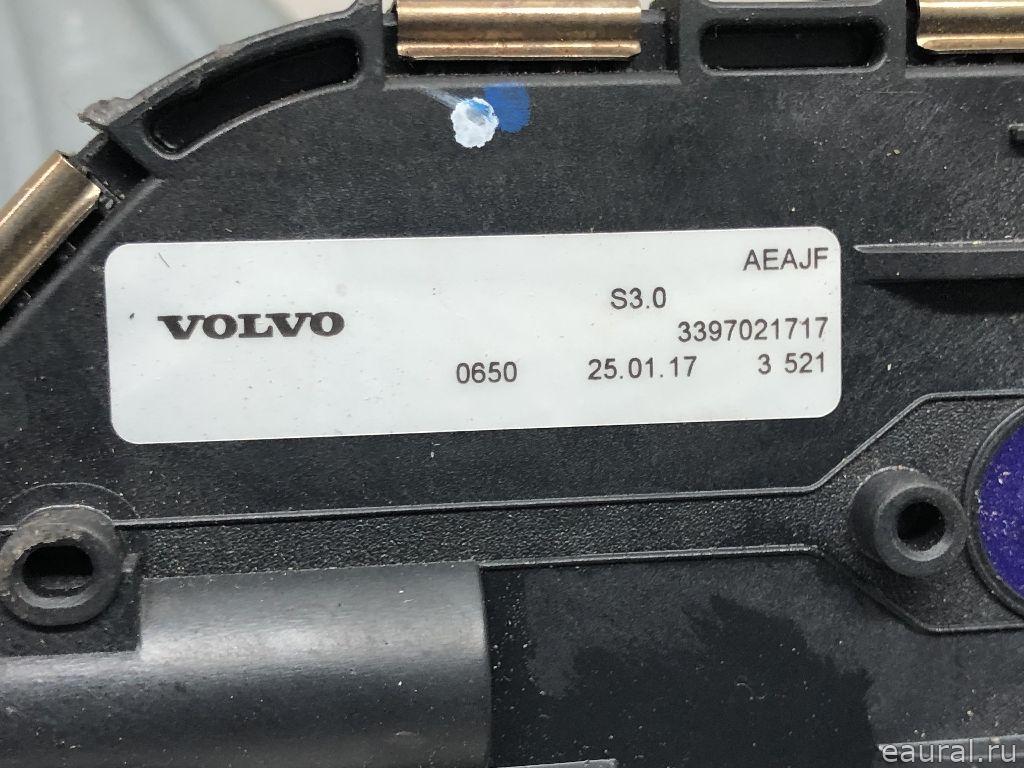 AEAJF
S3.0
VOLVO
3397021717
0650 25.01.17 3 521
eaural.ru